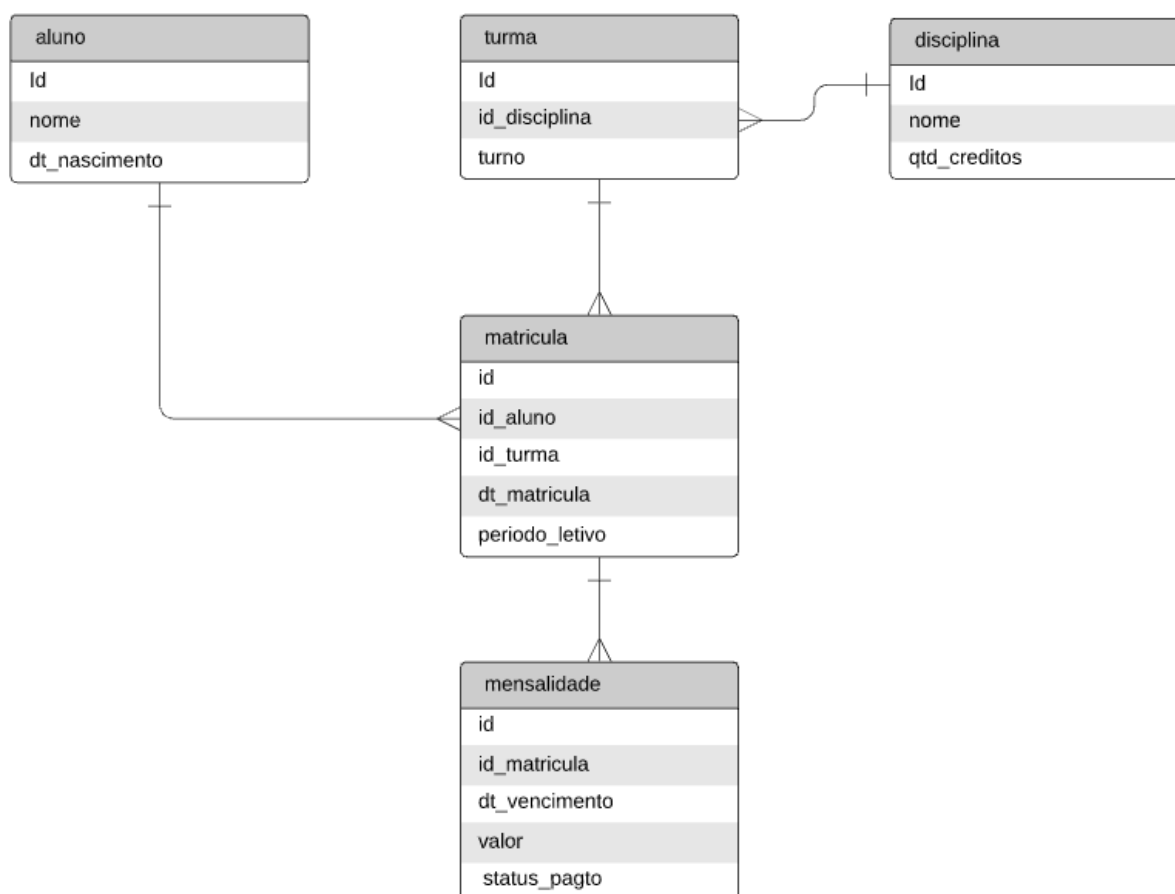 aluno
Id
nome
dt_nascimento
turma
Id
id_disciplina
turno
disciplina
Id
nome
qtd_creditos
matricula
id
id_aluno
id_turma
dt_matricula
periodo_letivo
mensalidade
id
id_matricula
dt_vencimento
valor
status_pagto